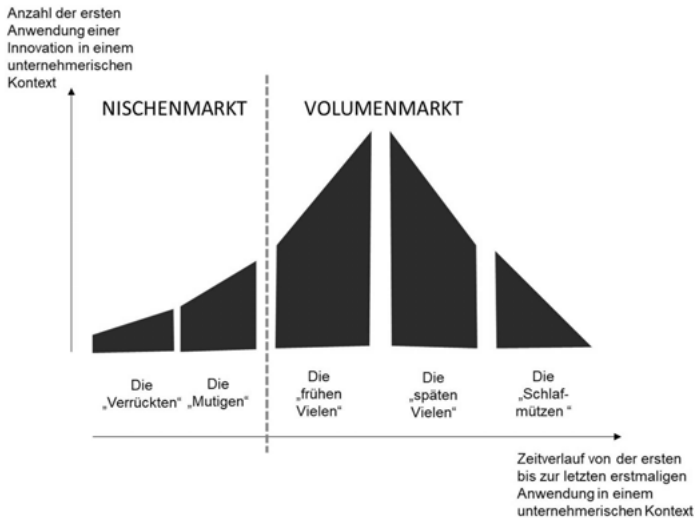 Anzahl der ersten
Anwendung einer
Innovation in einem
unternehmerischen
Kontext
NISCHENMARKT
VOLUMENMARKT
Die
„Verrückten“
Die
„Mutigen“
Die
„frühen
Vielen“
Die
„späten
Vielen“
Die
„Schlaf-
mützen “
Zeitverlauf von der ersten
bis zur letzten erstmaligen
Anwendung in einem
unternehmerischen Kontext